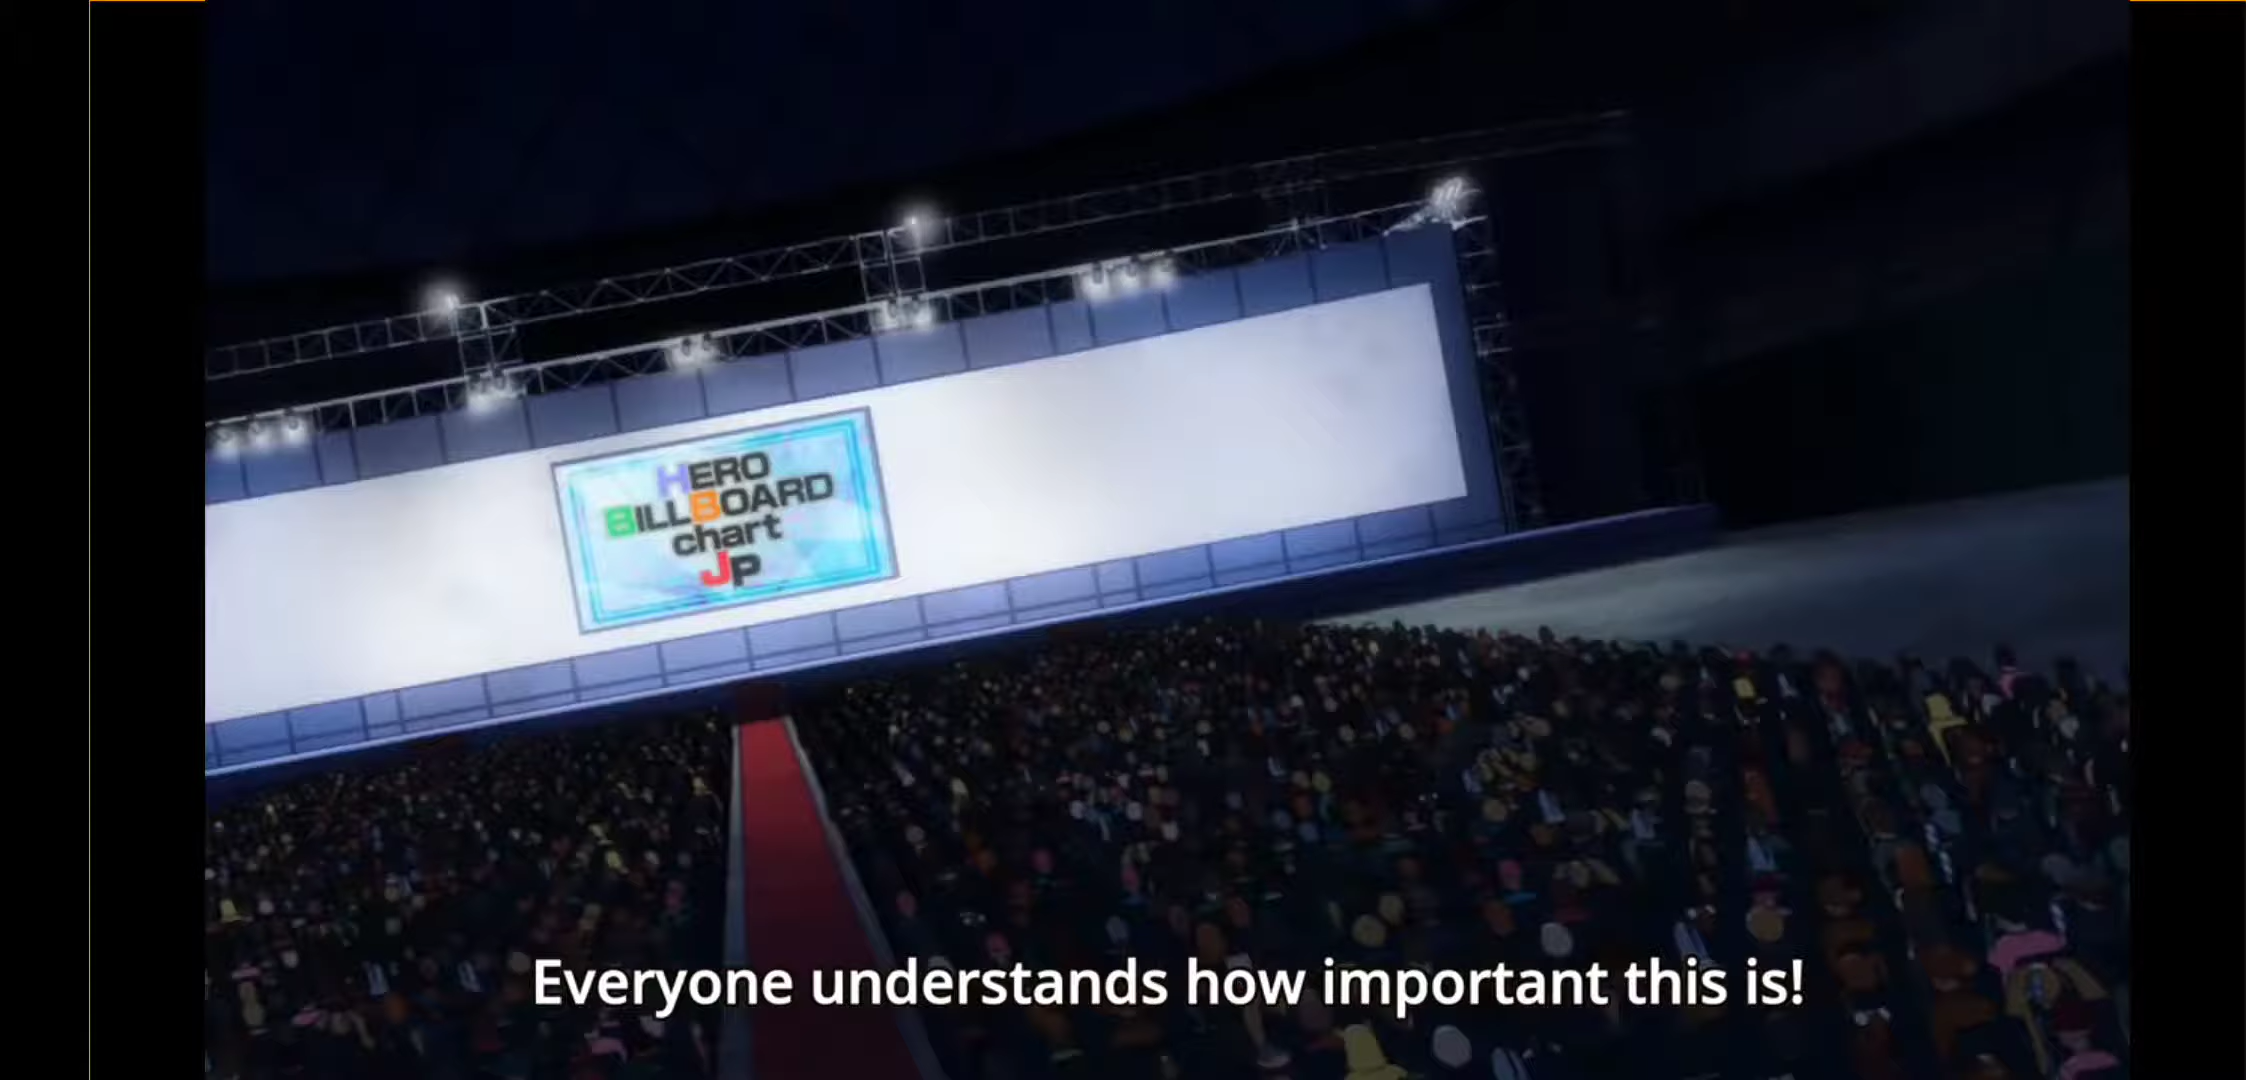 HERO
BILLBOARD
chart
JP
Everyone understands how important this is!